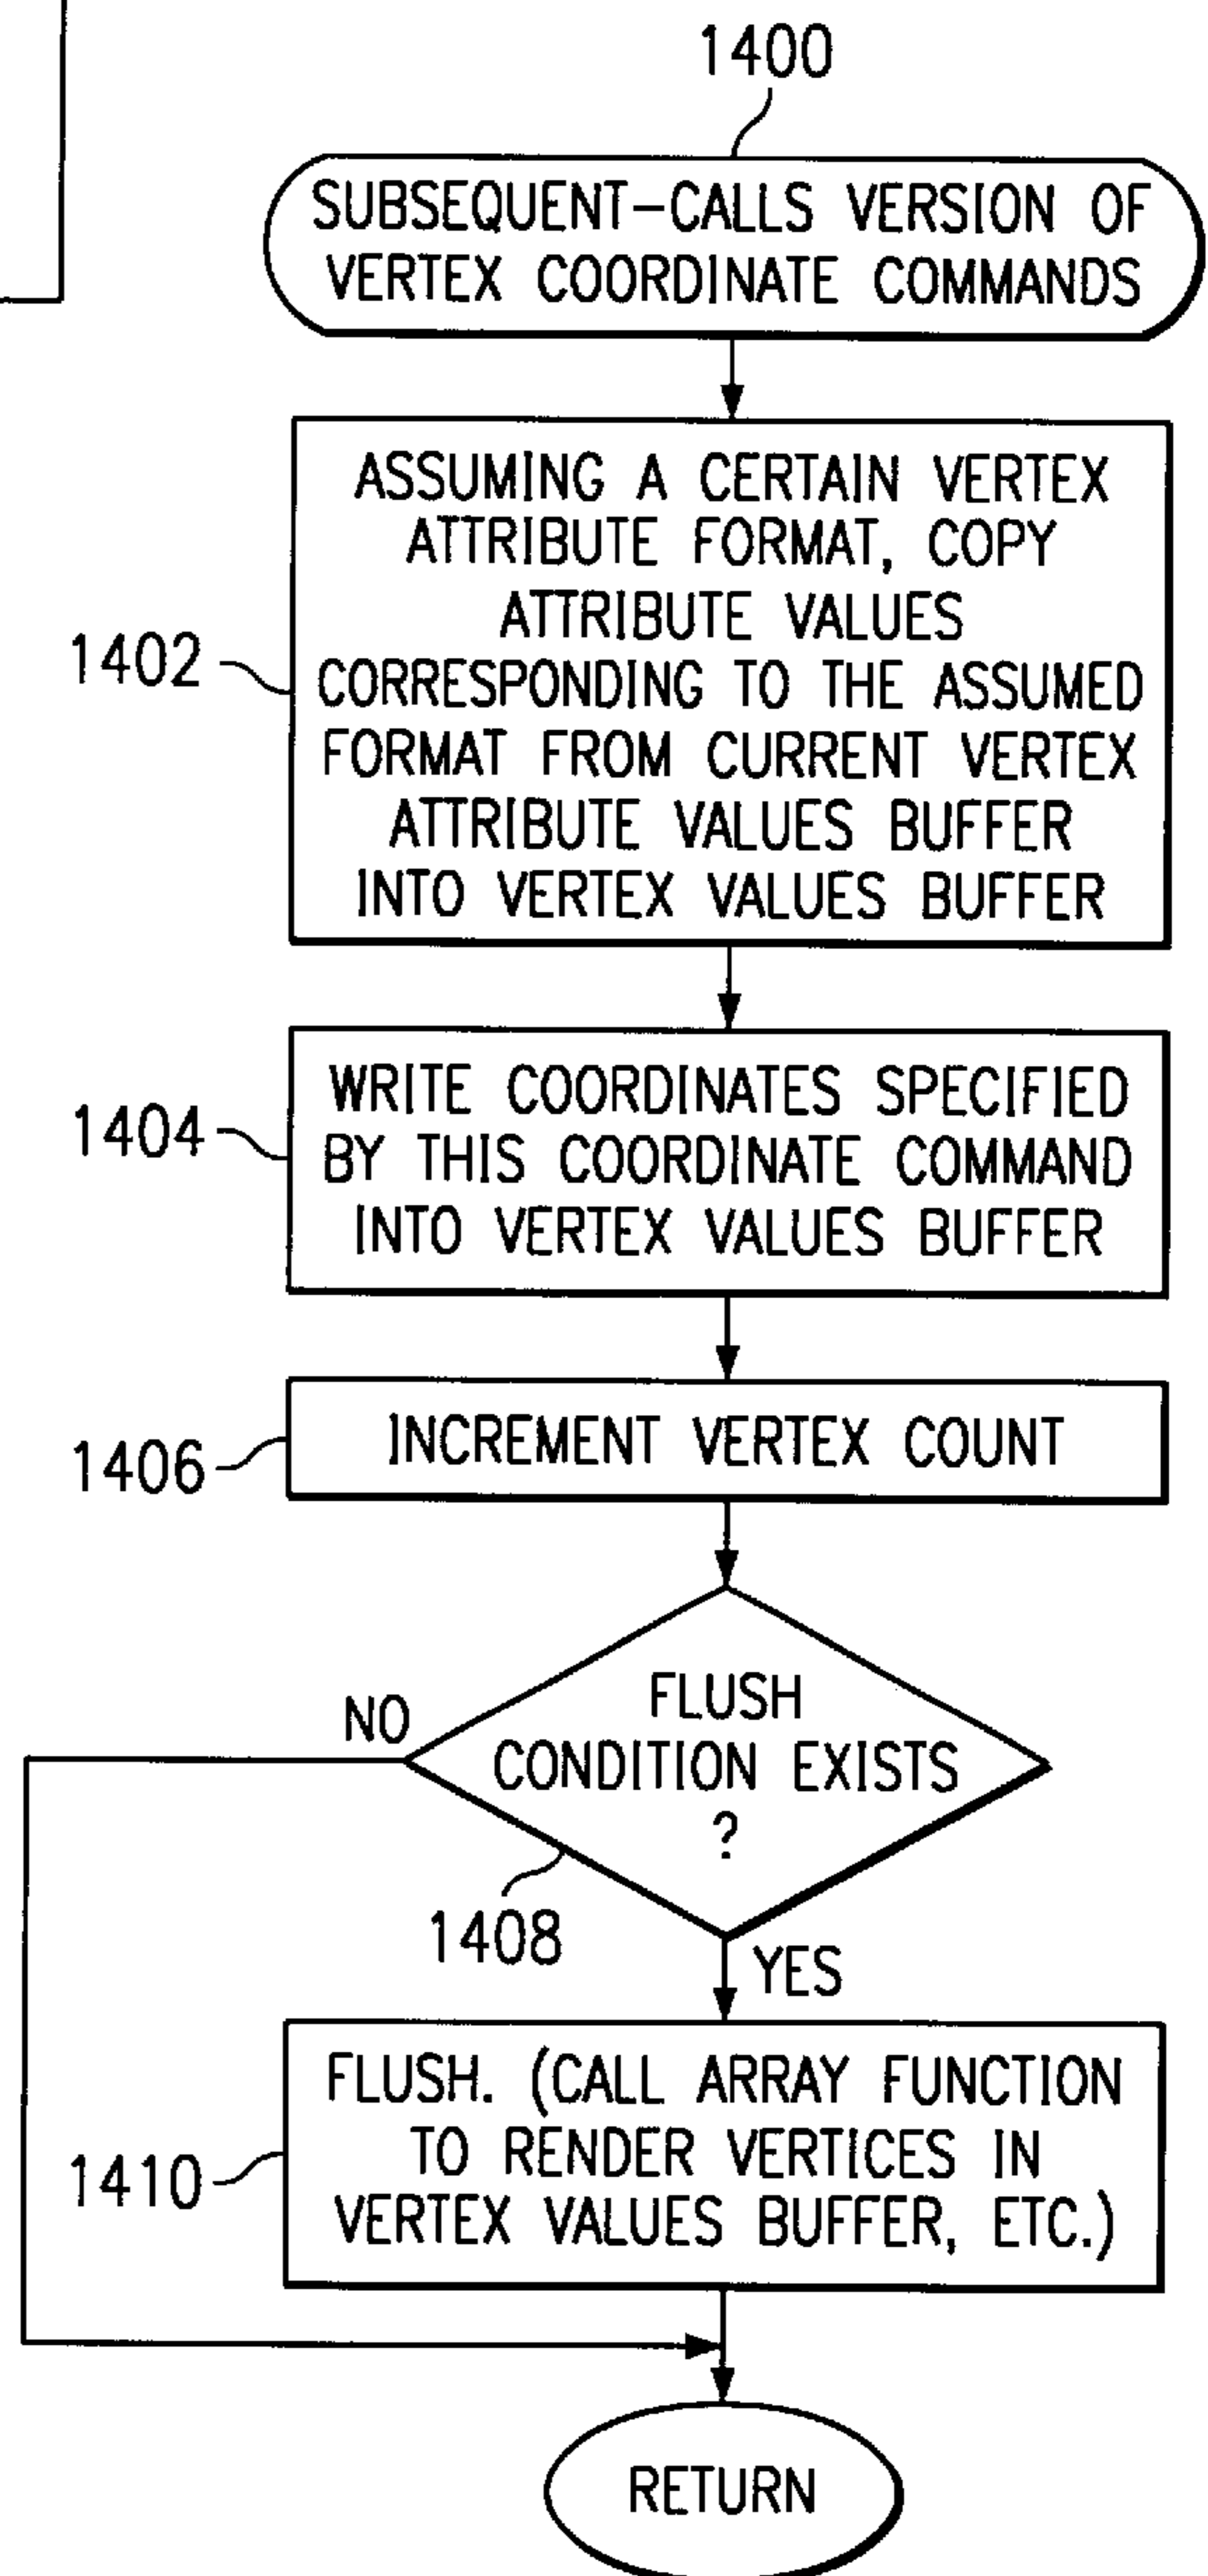 1400
SUBSEQUENT-CALLS VERSION OF
VERTEX COORDINATE COMMANDS
1402
ASSUMING A CERTAIN VERTEX
ATTRIBUTE FORMAT, COPY
ATTRIBUTE VALUES
CORRESPONDING TO THE ASSUMED
FORMAT FROM CURRENT VERTEX
ATTRIBUTE VALUES BUFFER
INTO VERTEX VALUES BUFFER
1404
WRITE COORDINATES SPECIFIED
BY THIS COORDINATE COMMAND
INTO VERTEX VALUES BUFFER
1406
INCREMENT VERTEX COUNT
NO
FLUSH
CONDITION EXISTS
?
1408
YES
1410
FLUSH. (CALL ARRAY FUNCTION
TO RENDER VERTICES IN
VERTEX VALUES BUFFER, ETC.)
RETURN